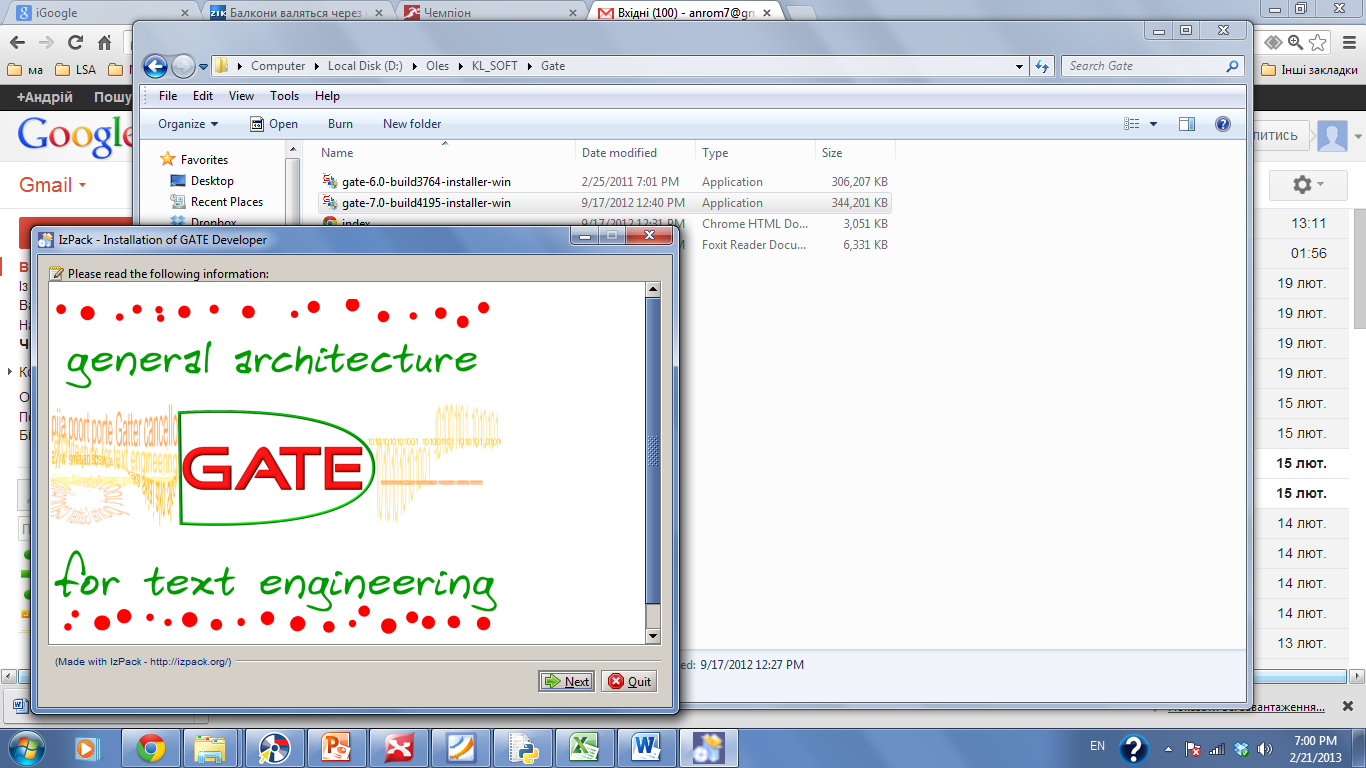 iGoogle
Балкони валяться через
Чемпіон
Вхідні (100) - anrom7@gm
ма
LSA
Інші закладки
+Андрій Пошу
Google
Gmail
Computer Local Disk (D:) Oles KL_SOFT Gate
Search Gate
File Edit View Tools Help
Organize Open Burn New folder
Favorites
Desktop
Recent Places
Dropbox
Name Date modified Type Size
gate-6.0-build3764-installer-win 2/25/2011 7:01 PM Application 306,207 KB
gate-7.0-build4195-installer-win 9/17/2012 12:40 PM Application 344,201 KB
index 9/17/2012 12:31 PM Chrome HTML Do... 3,051 KB
PM Foxit Reader Docu... 6,331 KB
13:11
01:56
19 лют.
19 лют.
19 лют.
19 лют.
15 лют.
15 лют.
15 лют.
15 лют.
14 лют.
14 лют.
14 лют.
14 лют.
13 лют.
IzPack - Installation of GATE Developer
Please read the following information:
general architecture
GATE
for text engineering
(Made with IzPack - http://izpack.org/)
Next Quit
9/17/2012 12:27 PM
EN
7:00 PM
2/21/2013